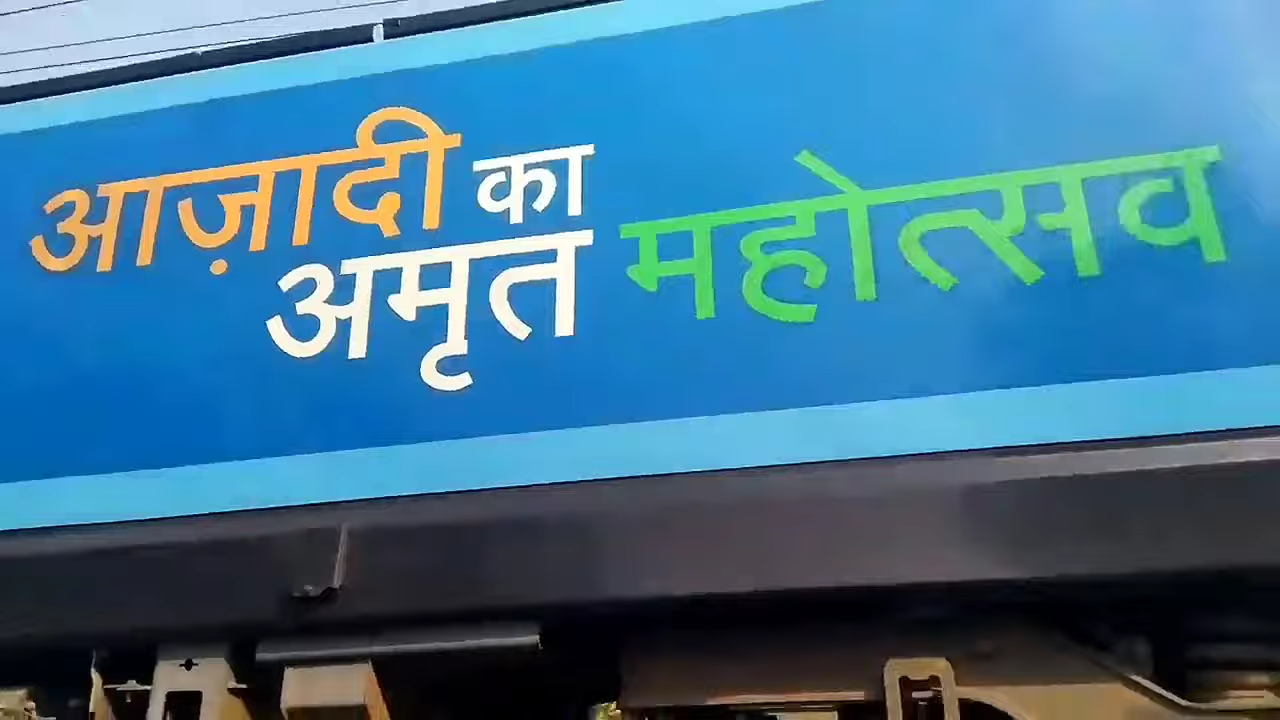 आज़ादी का
अमृत महोत्सव